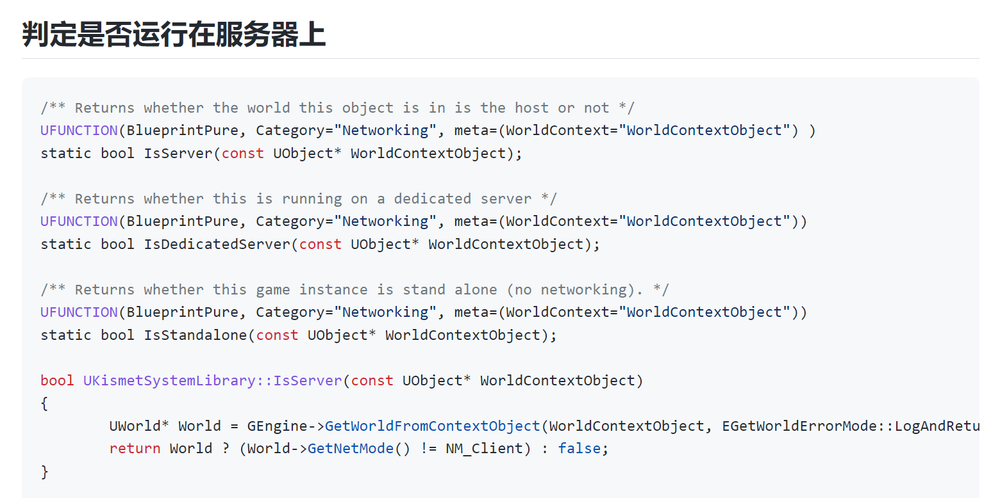 判定是否运行在服务器上
/** Returns whether the world this object is in is the host or not */
UFUNCTION(BlueprintPure, Category="Networking", meta=(WorldContext="WorldContextObject") )
static bool IsServer(const UObject* WorldContextObject);
/** Returns whether this is running on a dedicated server */
UFUNCTION(BlueprintPure, Category="Networking", meta=(WorldContext="WorldContextObject"))
static bool IsDedicatedServer(const UObject* WorldContextObject);
/** Returns whether this game instance is stand alone (no networking). */
UFUNCTION(BlueprintPure, Category="Networking", meta=(WorldContext="WorldContextObject"))
static bool IsStandalone(const UObject* WorldContextObject);
bool UKismetSystemLibrary::IsServer(const UObject* WorldContextObject)
{
UWorld* World = GEngine->GetWorldFromContextObject(WorldContextObject, EGetWorldErrorMode::LogAndRetu
return World ? (World->GetNetMode() != NM_Client) : false;
}